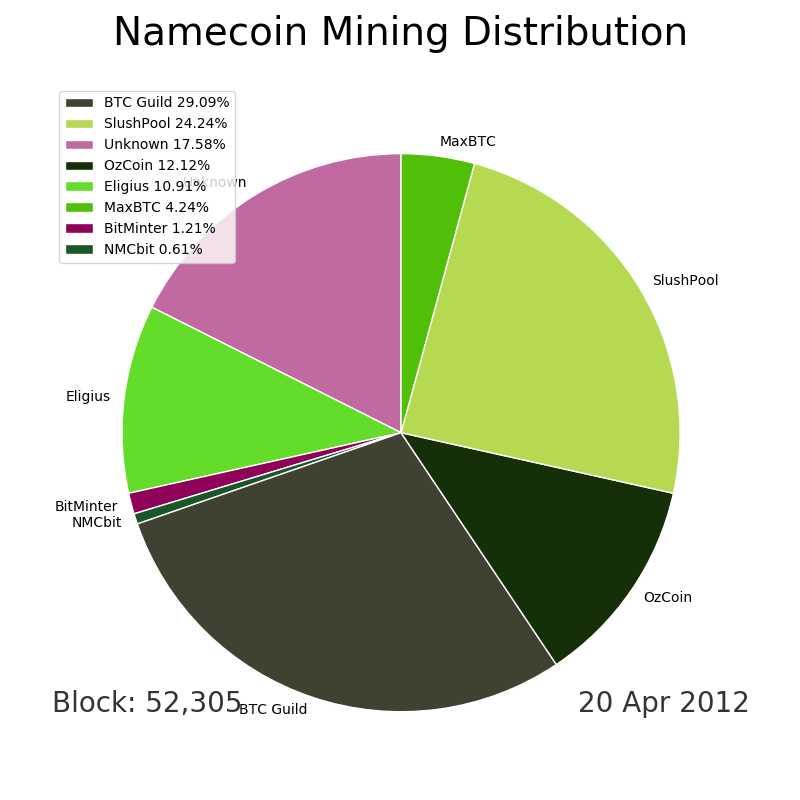 Namecoin Mining Distribution
BTC Guild 29.09%
SlushPool 24.24%
Unknown 17.58%
OzCoin 12.12%
Eligius 10.91%
MaxBTC 4.24%
BitMinter 1.21%
NMCbit 0.61%
MaxBTC
Unknown
SlushPool
Eligius
BitMinter
NMCbit
OzCoin
BTC Guild
Block: 52,305
20 Apr 2012